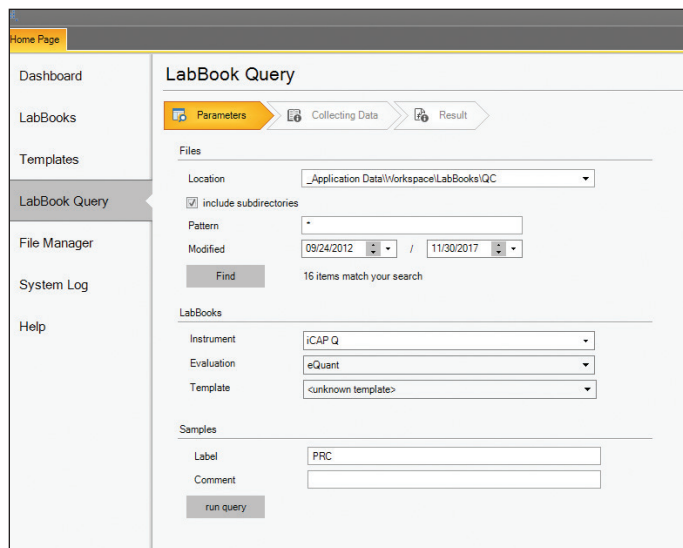 Home Page
Dashboard
LabBooks
Templates
LabBook Query
File Manager
System Log
Help
LabBook Query
Parameters Collecting Data Result
Files
Location _Application Data\Workspace\LabBooks\QC
include subdirectories
Pattern *
Modified 09/24/2012 / 11/30/2017
Find 16 items match your search
LabBooks
Instrument iCAP Q
Evaluation eQuant
Template <unknown template>
Samples
Label PRC
Comment
run query